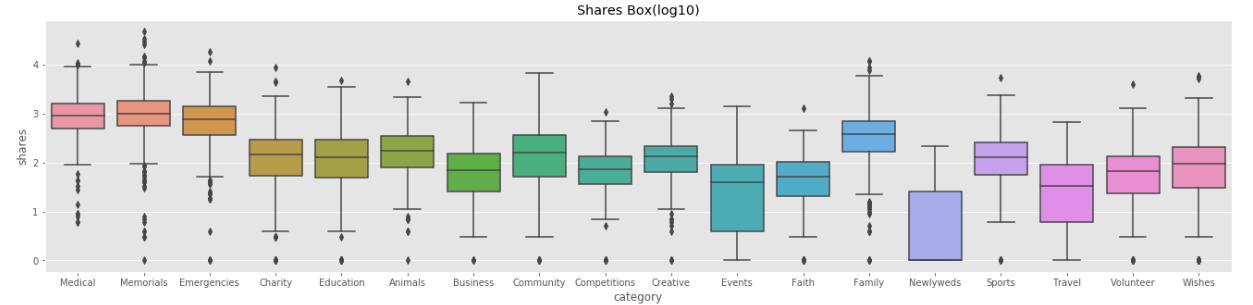 Shares Box(log10)
shares
4
3
2
1
0
Medical Memorials Emergencies Charity Education Animals Business Community Competitions Creative Events Faith Family Newlyweds Sports Travel Volunteer Wishes
category